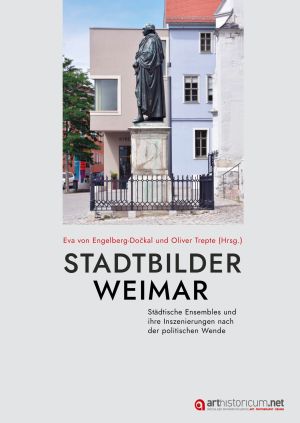 Eva von Engelberg-Dočkal und Oliver Trepte (Hrsg.)
STADTBILDER
WEIMAR
Städtische Ensembles und
ihre Inszenierungen nach
der politischen Wende
arthistoricum.net